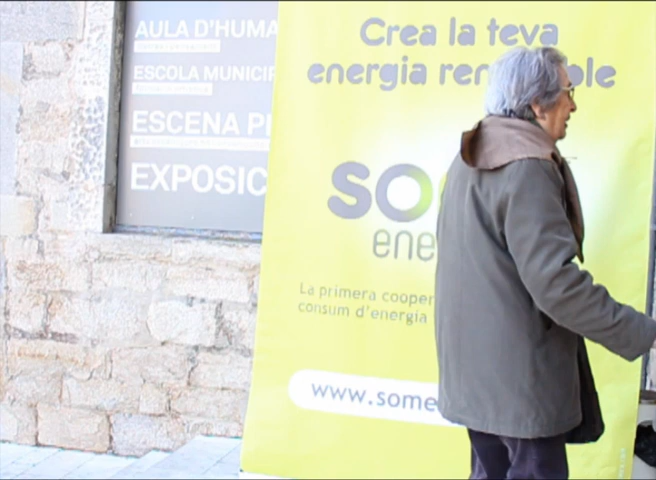 AULA D'HUMA
ESCOLA MUNICIP
ESCENA P
EXPOSIC
Crea la teva
energia ren ble
so
ene
La primera cooper
consum d'energia
www.some